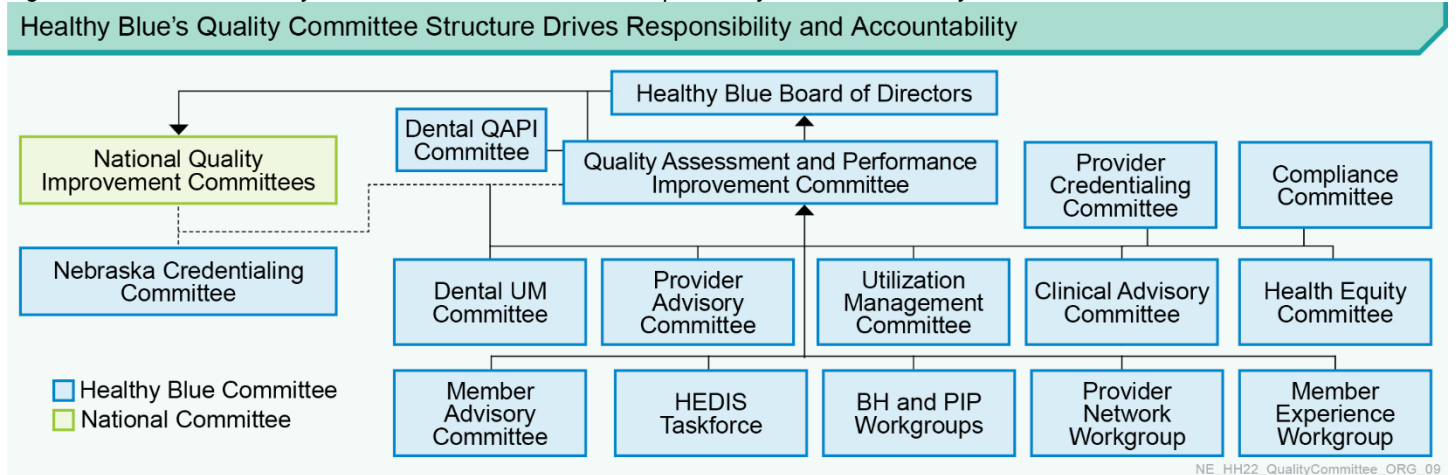 Healthy Blue's Quality Committee Structure Drives Responsibility and Accountability
Healthy Blue Board of Directors
Dental QAPI
Committee
National Quality
Improvement Committees
Quality Assessment and Performance
Improvement Committee
Provider
Credentialing
Committee
Compliance
Committee
Nebraska Credentialing
Committee
Dental UM
Committee
Provider
Advisory
Committee
Utilization
Management
Committee
Clinical Advisory
Committee
Health Equity
Committee
Healthy Blue Committee
National Committee
Member
Advisory
Committee
HEDIS
Taskforce
BH and PIP
Workgroups
Provider
Network
Workgroup
Member
Experience
Workgroup
NE_HH22_QualityCommittee_ORG_09